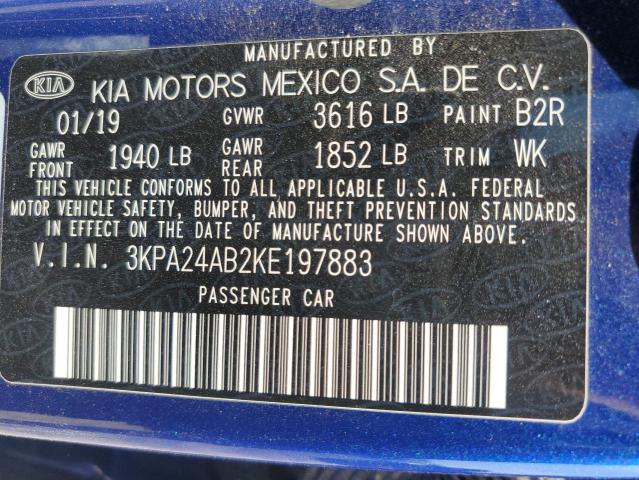 MANUFACTURED BY
KIA KIA MOTORS MEXICO S.A. DE C.V.
01/19 GVWR 3616 LB PAINT B2R
GAWR FRONT 1940 LB GAWR REAR 1852 LB TRIM WK
THIS VEHICLE CONFORMS TO ALL APPLICABLE U.S.A. FEDERAL
MOTOR VEHICLE SAFETY, BUMPER, AND THEFT PREVENTION STANDARDS
IN EFFECT ON THE DATE OF MANUFACTURE SHOWN ABOVE.
V.I.N. 3KPA24AB2KE197883
PASSENGER CAR